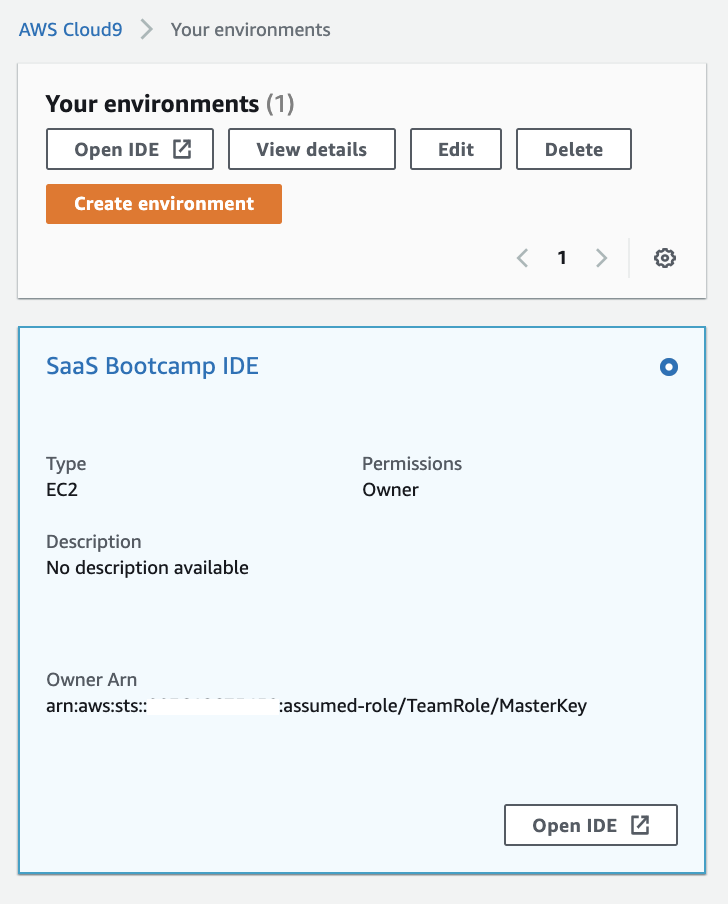 AWS Cloud9 > Your environments
Your environments (1)
Open IDE View details Edit Delete
Create environment
< 1 >
SaaS Bootcamp IDE
Type Permissions
EC2 Owner
Description
No description available
Owner Arn
arn:aws:sts:: :assumed-role/TeamRole/MasterKey
Open IDE